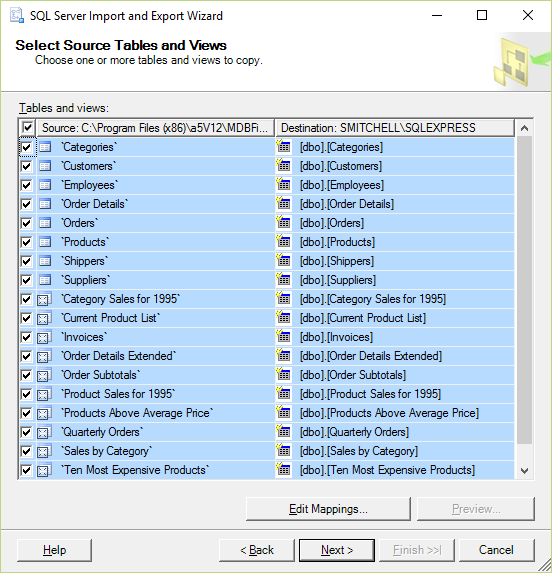 SQL Server Import and Export Wizard
Select Source Tables and Views
Choose one or more tables and views to copy.
Tables and views:
Source: C:\Program Files (x86)\a5V12\MDBFi... Destination: SMITCHELL\SQLEXPRESS
`Categories` [dbo].[Categories]
`Customers` [dbo].[Customers]
`Employees` [dbo].[Employees]
`Order Details` [dbo].[Order Details]
`Orders` [dbo].[Orders]
`Products` [dbo].[Products]
`Shippers` [dbo].[Shippers]
`Suppliers` [dbo].[Suppliers]
`Category Sales for 1995` [dbo].[Category Sales for 1995]
`Current Product List` [dbo].[Current Product List]
`Invoices` [dbo].[Invoices]
`Order Details Extended` [dbo].[Order Details Extended]
`Order Subtotals` [dbo].[Order Subtotals]
`Product Sales for 1995` [dbo].[Product Sales for 1995]
`Products Above Average Price` [dbo].[Products Above Average Price]
`Quarterly Orders` [dbo].[Quarterly Orders]
`Sales by Category` [dbo].[Sales by Category]
`Ten Most Expensive Products` [dbo].[Ten Most Expensive Products]
Edit Mappings... Preview...
Help < Back Next > Finish >>| Cancel